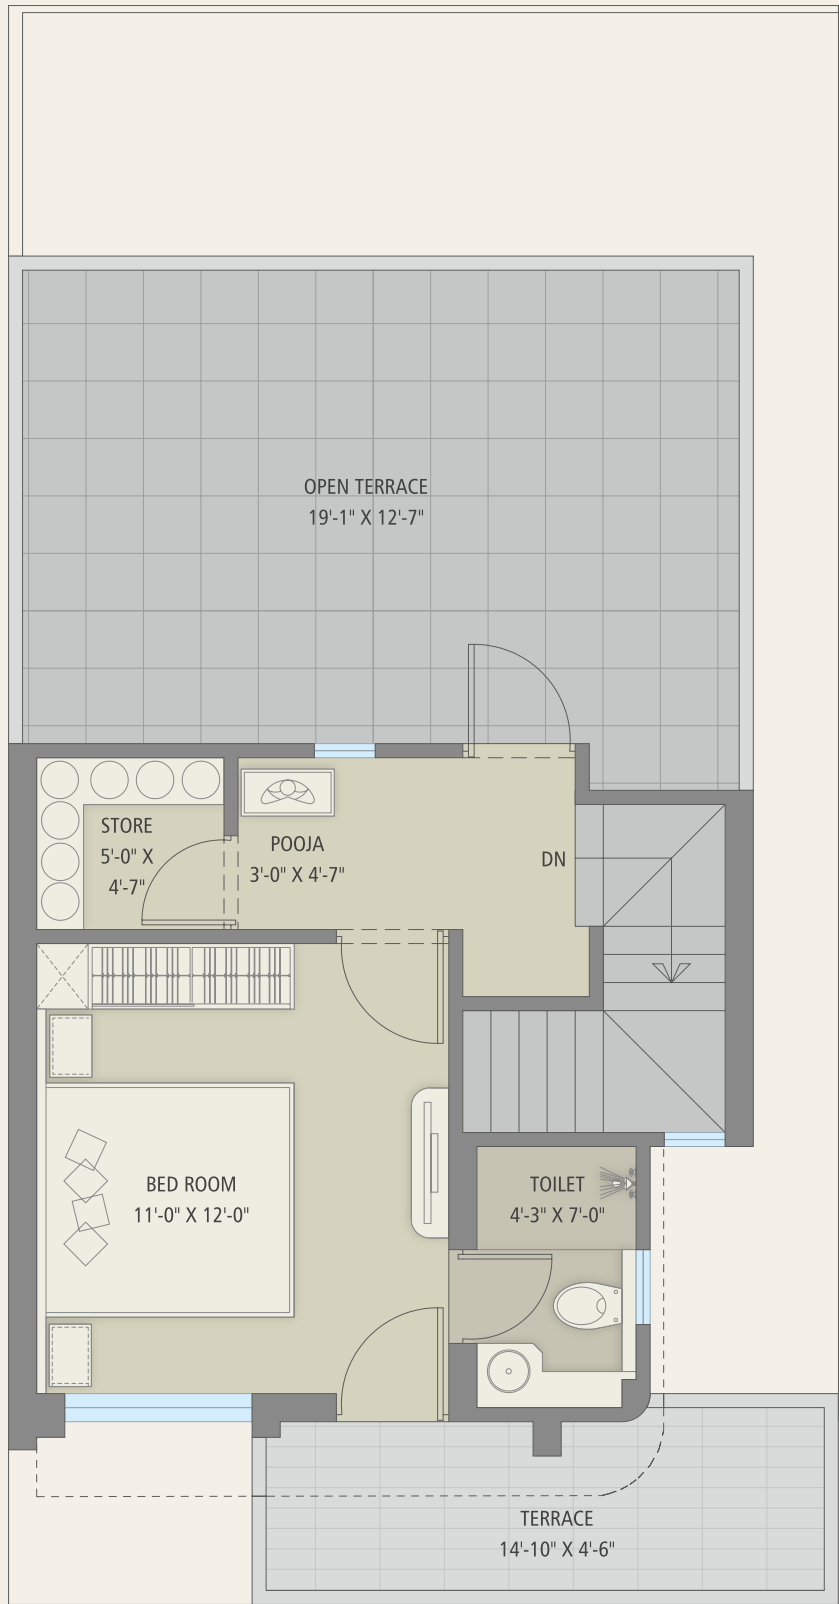 OPEN TERRACE
19'-1" X 12'-7"
STORE
5'-0" X
4'-7"
POOJA
3'-0" X 4'-7"
DN
BED ROOM
11'-0" X 12'-0"
TOILET
4'-3" X 7'-0"
TERRACE
14'-10" X 4'-6"